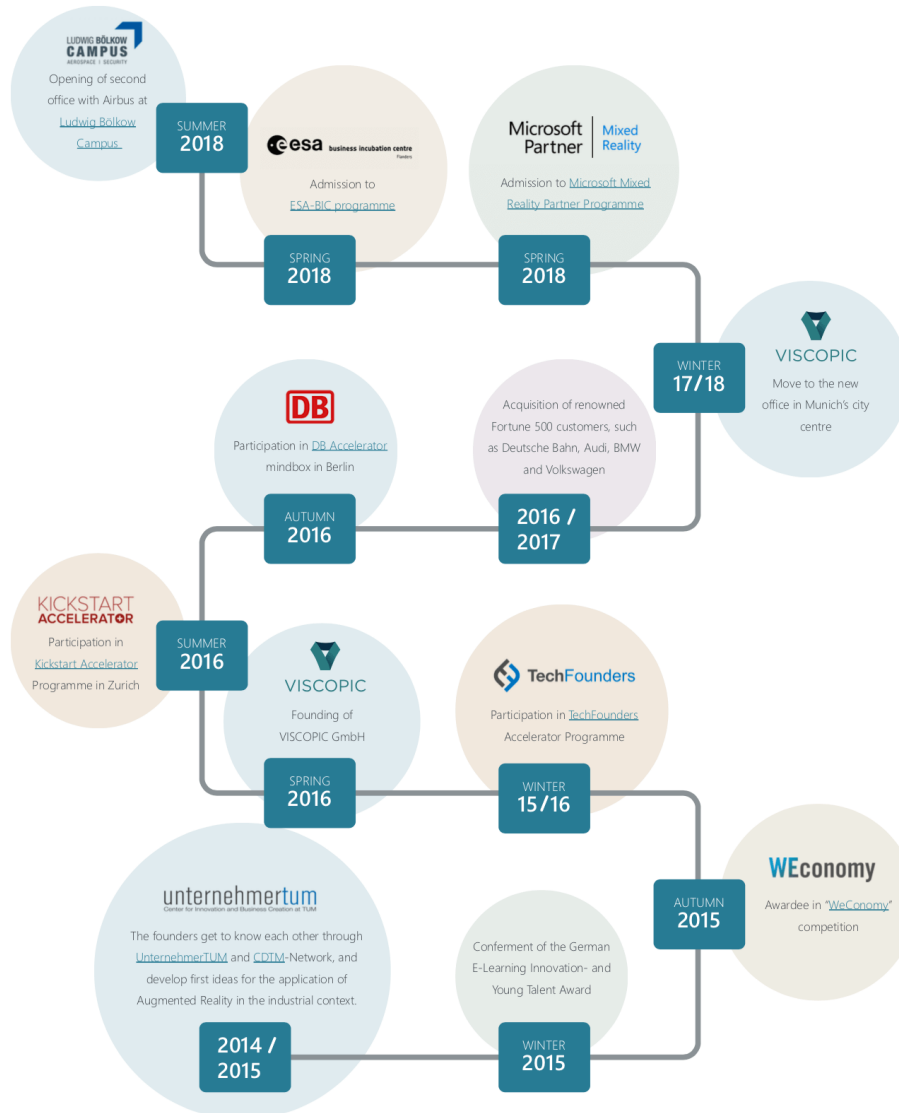 LUDWIG BÖLKOW
CAMPUS
AEROSPACE | SECURITY
Opening of second
office with Airbus at
Ludwig Bölkow
Campus
SUMMER
2018
esa business incubation centre
Flanders
Admission to
ESA-BIC programme
SPRING
2018
Microsoft
Partner
Mixed
Reality
Admission to Microsoft Mixed
Reality Partner Programme
SPRING
2018
WINTER
17/18
VISCOPIC
Move to the new
office in Munich's city
centre
DB
Participation in DB Accelerator
mindbox in Berlin
AUTUMN
2016
Acquisition of renowned
Fortune 500 customers, such
as Deutsche Bahn, Audi, BMW
and Volkswagen
2016 /
2017
KICKSTART
ACCELERATOR
Participation in
Kickstart Accelerator
Programme in Zurich
SUMMER
2016
VISCOPIC
Founding of
VISCOPIC GmbH
SPRING
2016
TechFounders
Participation in TechFounders
Accelerator Programme
WINTER
15/16
unternehmertum
Center for Innovation and Business Creation at TUM
The founders get to know each other through
UnternehmerTUM and CDTM-Network, and
develop first ideas for the application of
Augmented Reality in the industrial context.
2014 /
2015
Conferment of the German
E-Learning Innovation- and
Young Talent Award
WINTER
2015
AUTUMN
2015
WEconomy
Awardee in "WeConomy"
competition